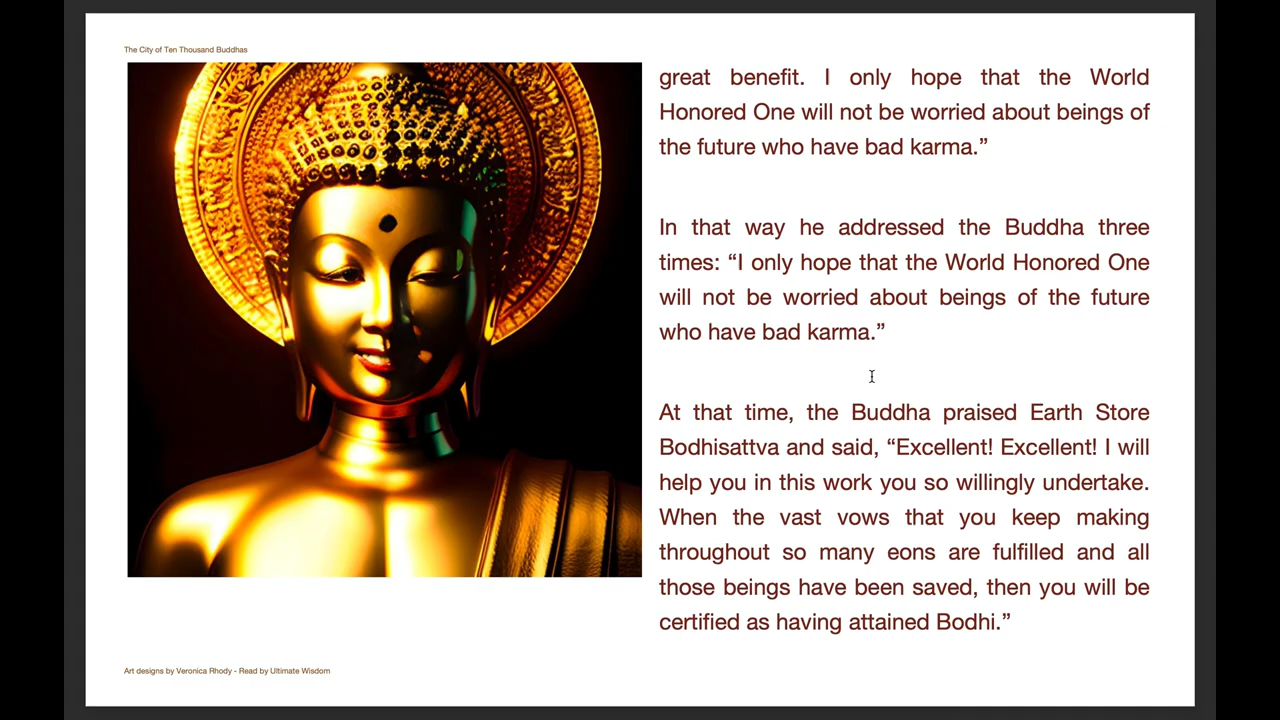 The City of Ten Thousand Buddhas
great benefit. I only hope that the World
Honored One will not be worried about beings of
the future who have bad karma.”
In that way he addressed the Buddha three
times: “I only hope that the World Honored One
will not be worried about beings of the future
who have bad karma.”
At that time, the Buddha praised Earth Store
Bodhisattva and said, “Excellent! Excellent! I will
help you in this work you so willingly undertake.
When the vast vows that you keep making
throughout so many eons are fulfilled and all
those beings have been saved, then you will be
certified as having attained Bodhi.”
Art designs by Veronica Rhody - Read by Ultimate Wisdom